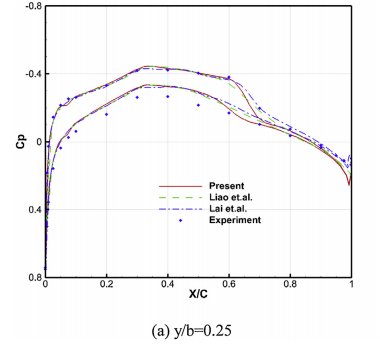 -0.8
-0.4
0
0.4
0.8
Cp
Present
Liao et.al.
Lai et.al.
Experiment
0 0.2 0.4 0.6 0.8 1
X/C
(a) y/b=0.25